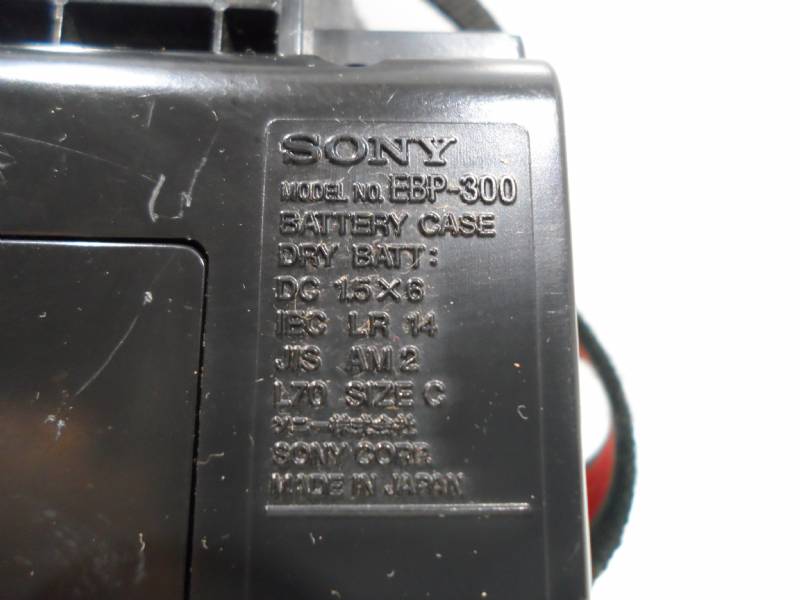 SONY
MODEL NO. EBP-300
BATTERY CASE
DRY BATT:
DC 1.5×6
IEC LR 14
JIS AM 2
L70 SIZE C
ソニー株式会社
SONY CORP.
MADE IN JAPAN